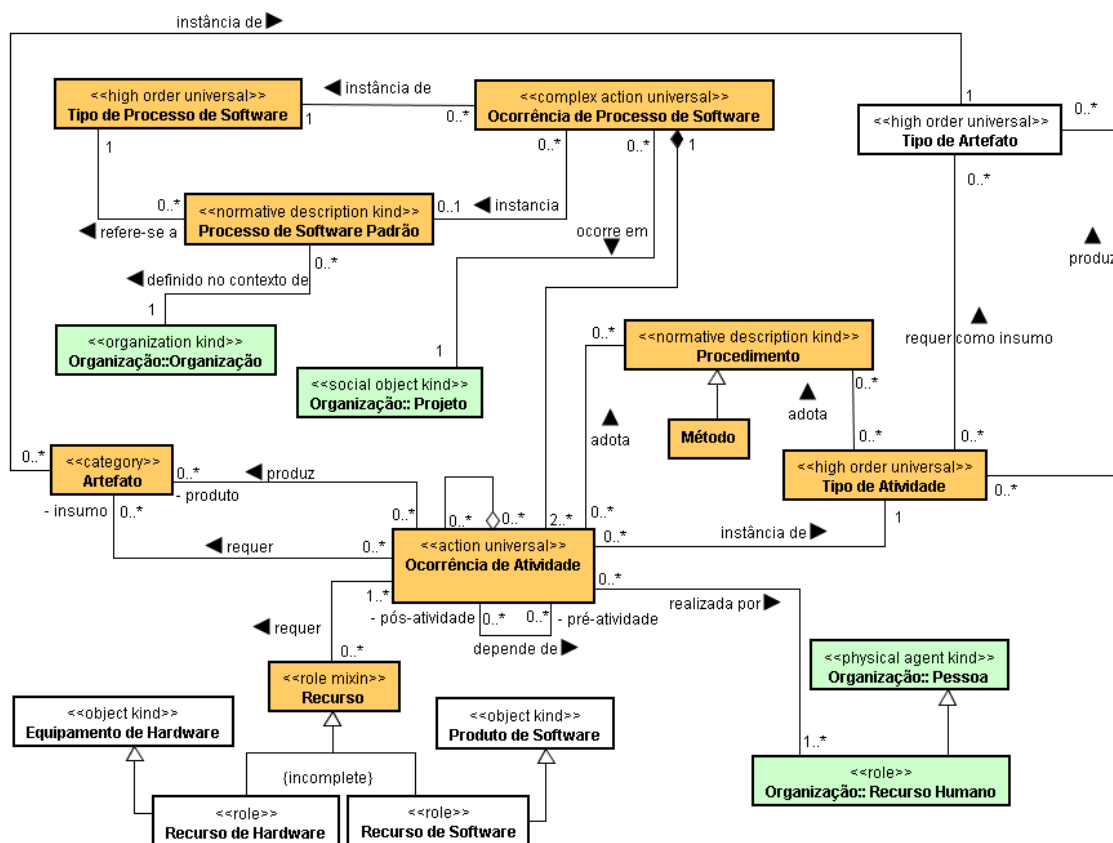 instância de ▶
<<high order universal>>
Tipo de Processo de Software
1
1
◀ instância de
0..*
<<complex action universal>>
Ocorrência de Processo de Software
0..*
0..*
1
1
<<high order universal>>
Tipo de Artefato
0..*
0..*
0..*
◀ refere-se a
<<normative description kind>>
Processo de Software Padrão
0..1
◀ instancia
0..*
ocorre em
▼
▲
produz
◀ definido no contexto de
1
<<organization kind>>
Organização::Organização
1
<<social object kind>>
Organização:: Projeto
0..*
<<normative description kind>>
Procedimento
0..*
▲
requer como insumo
▲
adota
▲
adota
Método
0..*
0..*
<<high order universal>>
Tipo de Atividade
0..*
1
0..*
<<category>>
Artefato
0..*
- produto
◀ produz
- insumo
0..*
0..*
0..*
0..*
2..*
0..*
0..*
instância de ▶
◀ requer
0..*
<<action universal>>
Ocorrência de Atividade
0..*
realizada por ▶
1..*
- pós-atividade
0..*
0..*
- pré-atividade
depende de ▶
◀ requer
0..*
<<role mixin>>
Recurso
<<physical agent kind>>
Organização:: Pessoa
<<object kind>>
Equipamento de Hardware
<<object kind>>
Produto de Software
{incomplete}
1..*
<<role>>
Recurso de Hardware
<<role>>
Recurso de Software
<<role>>
Organização:: Recurso Humano